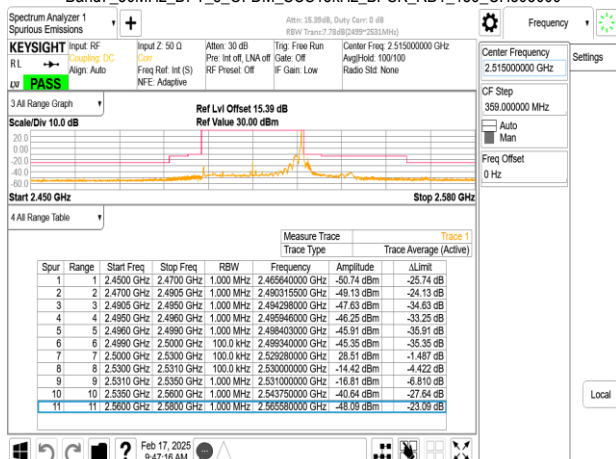 Spectrum Analyzer 1
Spurious Emissions
Attn: 15.39dB, Duty Corr: 0 dB
Frequency
Settings
KEYSIGHT Input: RF
RL
Coupling: DC
Align: Auto
LXI PASS
Input Z: 50 Ω
Corr
Freq Ref: Int (S)
NFE: Adaptive
Atten: 30 dB
Pre: Int off, LNA off
RF Preset: Off
Trig: Free Run
Gate: Off
IF Gain: Low
Center Freq: 2.515000000 GHz
Avg|Hold: 100/100
Radio Std: None
Center Frequency
2.515000000 GHz
CF Step
359.000000 MHz
Auto
Man
Freq Offset
0 Hz
Local
3 All Range Graph
Scale/Div 10.0 dB
Ref Lvl Offset 15.39 dB
Ref Value 30.00 dBm
20.0
0.00
-20.0
-40.0
-60.0
Start 2.450 GHz
Stop 2.580 GHz
4 All Range Table
Measure Trace Trace 1
Trace Type Trace Average (Active)
Spur Range Start Freq Stop Freq RBW Frequency Amplitude ΔLimit
1 1 2.4500 GHz 2.4700 GHz 1.000 MHz 2.465640000 GHz -50.74 dBm -25.74 dB
2 2 2.4700 GHz 2.4905 GHz 1.000 MHz 2.490315500 GHz -49.13 dBm -24.13 dB
3 3 2.4905 GHz 2.4950 GHz 1.000 MHz 2.494298000 GHz -47.63 dBm -34.63 dB
4 4 2.4950 GHz 2.4960 GHz 1.000 MHz 2.495946000 GHz -46.25 dBm -33.25 dB
5 5 2.4960 GHz 2.4990 GHz 1.000 MHz 2.498403000 GHz -45.91 dBm -35.91 dB
6 6 2.4990 GHz 2.5000 GHz 100.0 kHz 2.499340000 GHz -45.35 dBm -35.35 dB
7 7 2.5000 GHz 2.5300 GHz 100.0 kHz 2.529280000 GHz 28.51 dBm -1.487 dB
8 8 2.5300 GHz 2.5310 GHz 100.0 kHz 2.530000000 GHz -14.42 dBm -4.422 dB
9 9 2.5310 GHz 2.5350 GHz 1.000 MHz 2.531000000 GHz -16.81 dBm -6.810 dB
10 10 2.5350 GHz 2.5600 GHz 1.000 MHz 2.543750000 GHz -40.64 dBm -27.64 dB
11 11 2.5600 GHz 2.5800 GHz 1.000 MHz 2.565580000 GHz -48.09 dBm -23.09 dB
Feb 17, 2025
9:47:16 AM